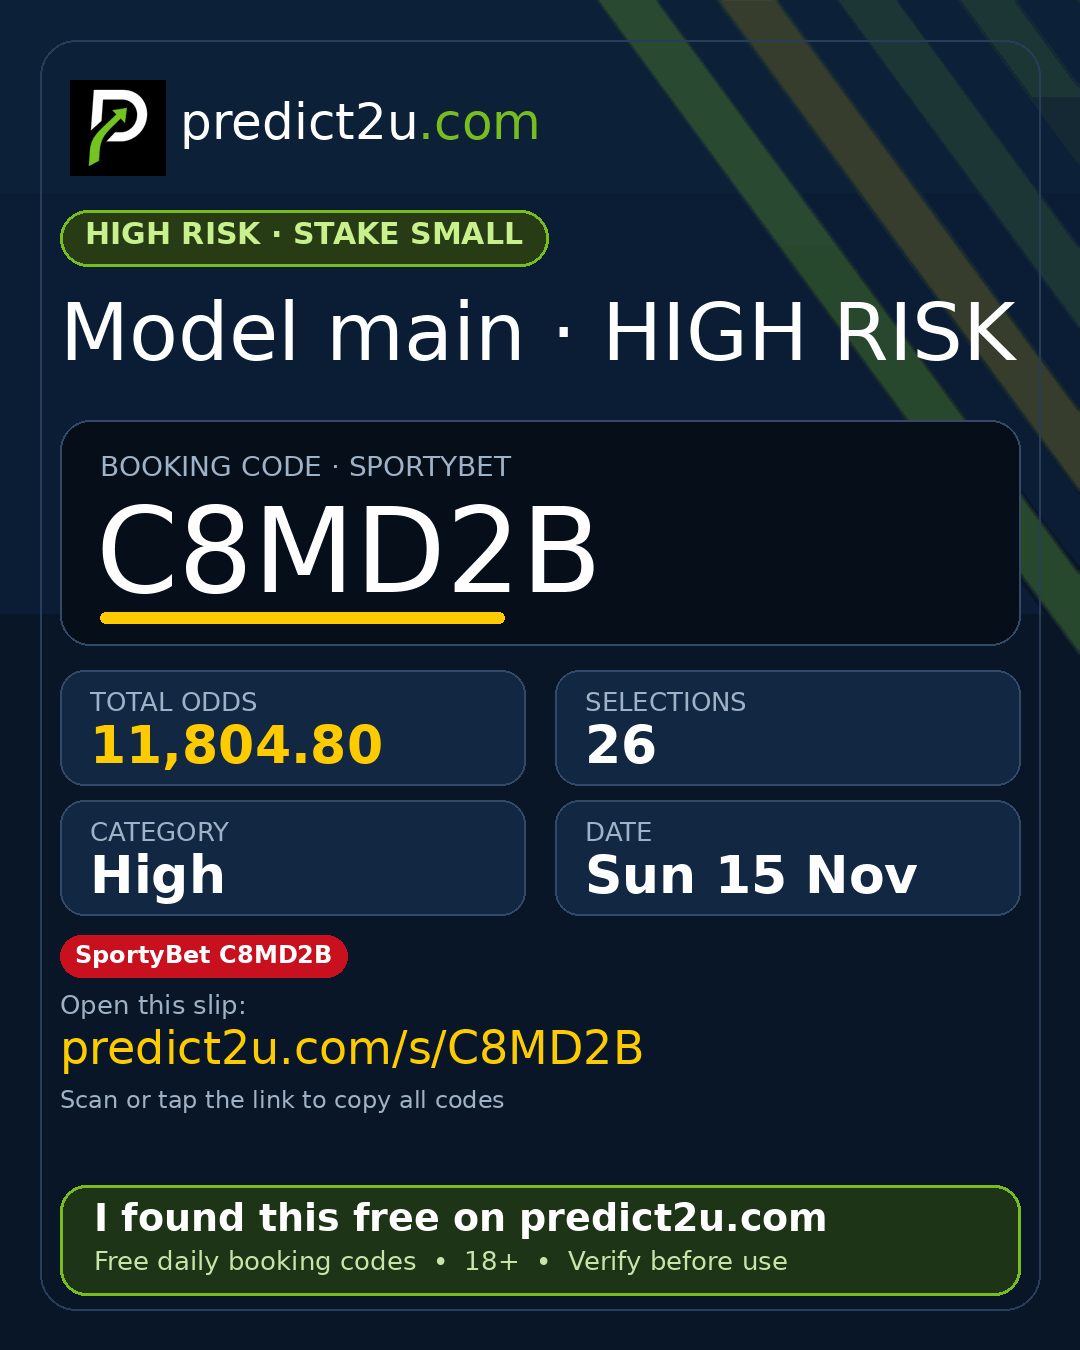 predict2u.com
HIGH RISK · STAKE SMALL
Model main · HIGH RISK
BOOKING CODE · SPORTYBET
C8MD2B
TOTAL ODDS
11,804.80
SELECTIONS
26
CATEGORY
High
DATE
Sun 15 Nov
SportyBet C8MD2B
Open this slip:
predict2u.com/s/C8MD2B
Scan or tap the link to copy all codes
I found this free on predict2u.com
Free daily booking codes • 18+ • Verify before use